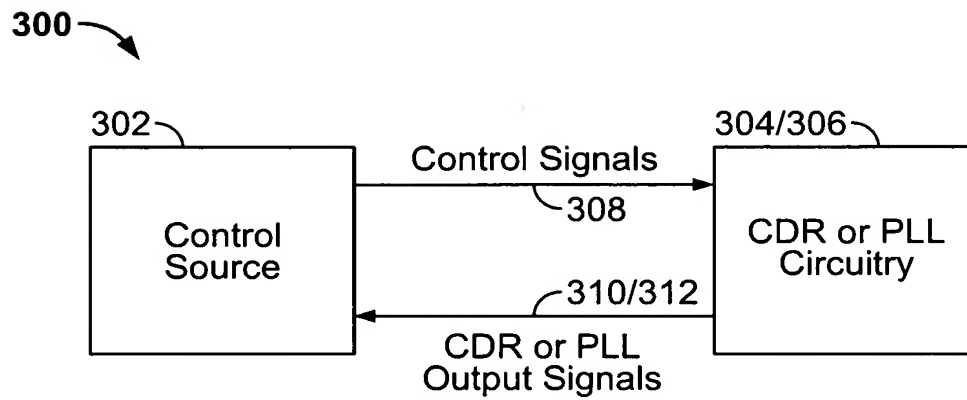 300
302
304/306
Control Signals
308
Control
Source
CDR or PLL
Circuitry
310/312
CDR or PLL
Output Signals